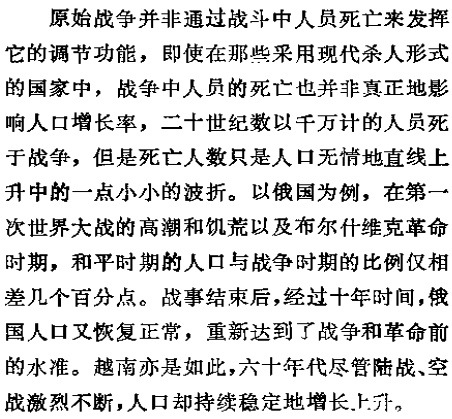 原始战争并非通过战斗中人员死亡来发挥
它的调节功能，即使在那些采用现代杀人形式
的国家中，战争中人员的死亡也并非真正地影
响人口增长率，二十世纪数以千万计的人员死
于战争，但是死亡人数只是人口无情地直线上
升中的一点小小的波折。以俄国为例，在第一
次世界大战的高潮和饥荒以及布尔什维克革命
时期，和平时期的人口与战争时期的比例仅相
差几个百分点。战事结束后，经过十年时间，俄
国人口又恢复正常，重新达到了战争和革命前
的水准。越南亦是如此，六十年代尽管陆战、空
战激烈不断，人口却持续稳定地增长上升。